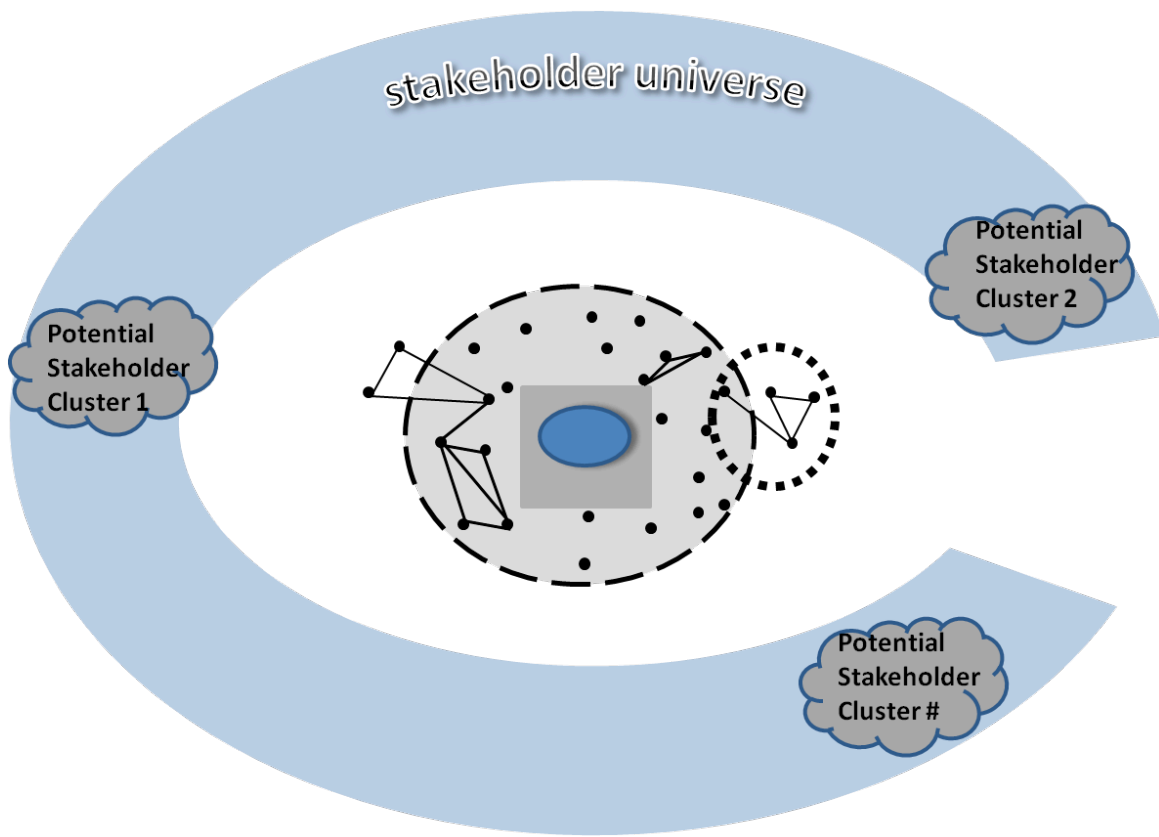 stakeholder universe
Potential
Stakeholder
Cluster 2
Potential
Stakeholder
Cluster 1
Potential
Stakeholder
Cluster #